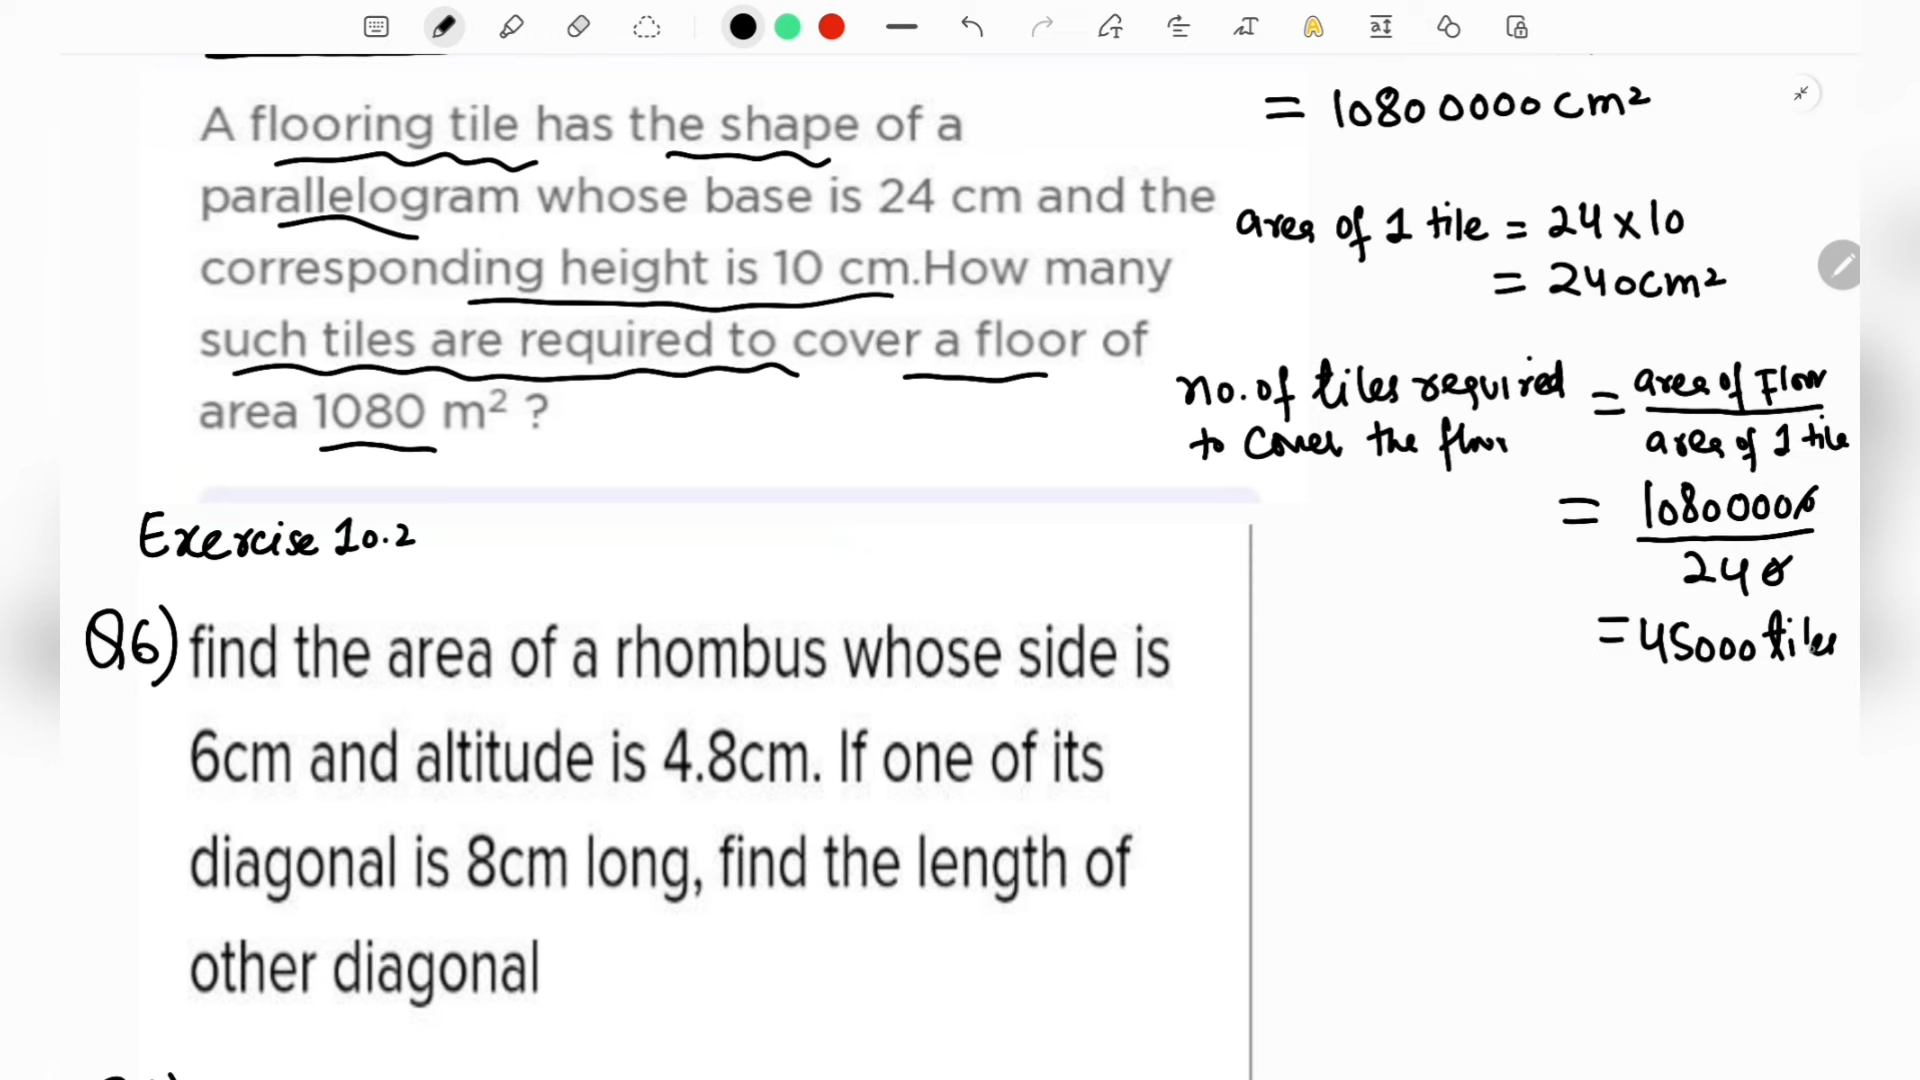 A flooring tile has the shape of a
parallelogram whose base is 24 cm and the
corresponding height is 10 cm.How many
such tiles are required to cover a floor of
area 1080 m² ?
Exercise 10.2
Q6) find the area of a rhombus whose side is
6cm and altitude is 4.8cm. If one of its
diagonal is 8cm long, find the length of
other diagonal
= 10800000 cm²
area of 1 tile = 24 x 10
= 240cm²
no. of tiles required = area of Floor
to cover the floor area of 1 tile
= 10800000
240
= 45000 tiles